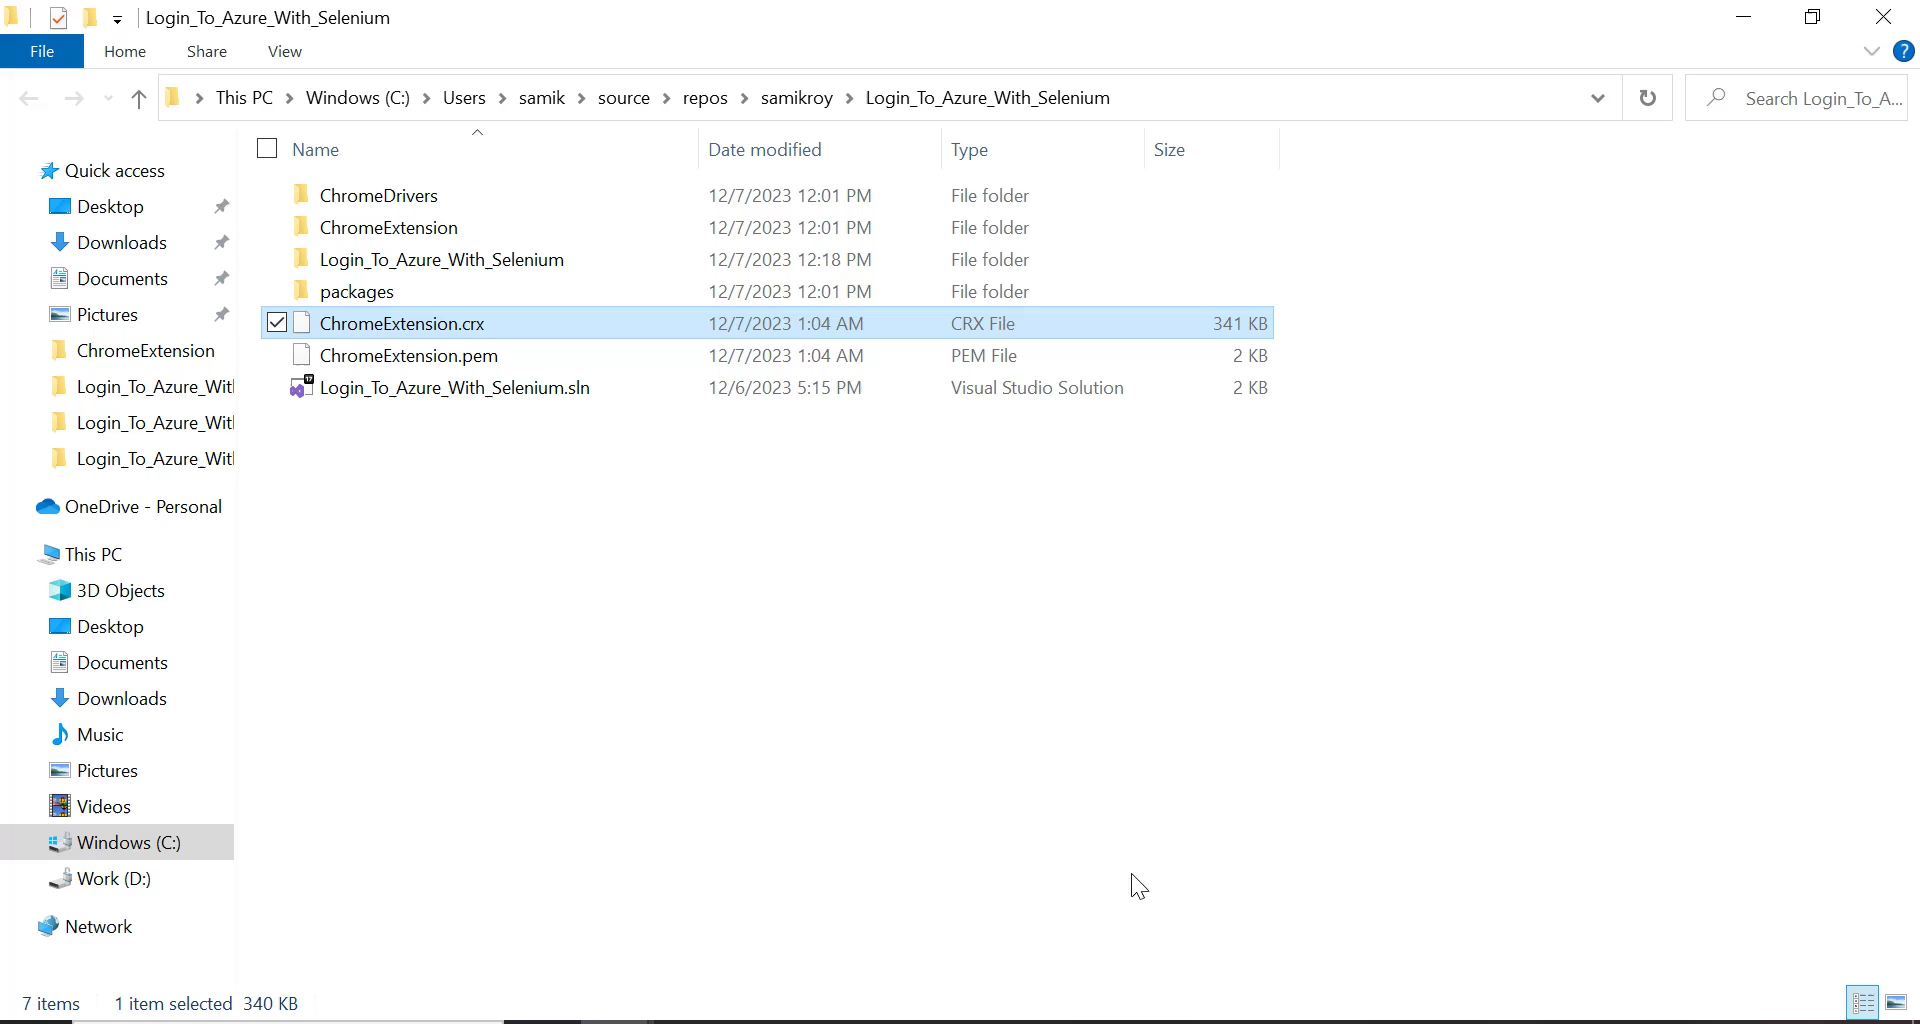 Login_To_Azure_With_Selenium
File Home Share View
This PC Windows (C:) Users samik source repos samikroy Login_To_Azure_With_Selenium
Search Login_To_A...
Name Date modified Type Size
ChromeDrivers 12/7/2023 12:01 PM File folder
ChromeExtension 12/7/2023 12:01 PM File folder
Login_To_Azure_With_Selenium 12/7/2023 12:18 PM File folder
packages 12/7/2023 12:01 PM File folder
ChromeExtension.crx 12/7/2023 1:04 AM CRX File 341 KB
ChromeExtension.pem 12/7/2023 1:04 AM PEM File 2 KB
Login_To_Azure_With_Selenium.sln 12/6/2023 5:15 PM Visual Studio Solution 2 KB
Quick access
Desktop
Downloads
Documents
Pictures
ChromeExtension
Login_To_Azure_Wit
Login_To_Azure_Wit
Login_To_Azure_Wit
OneDrive - Personal
This PC
3D Objects
Desktop
Documents
Downloads
Music
Pictures
Videos
Windows (C:)
Work (D:)
Network
7 items 1 item selected 340 KB